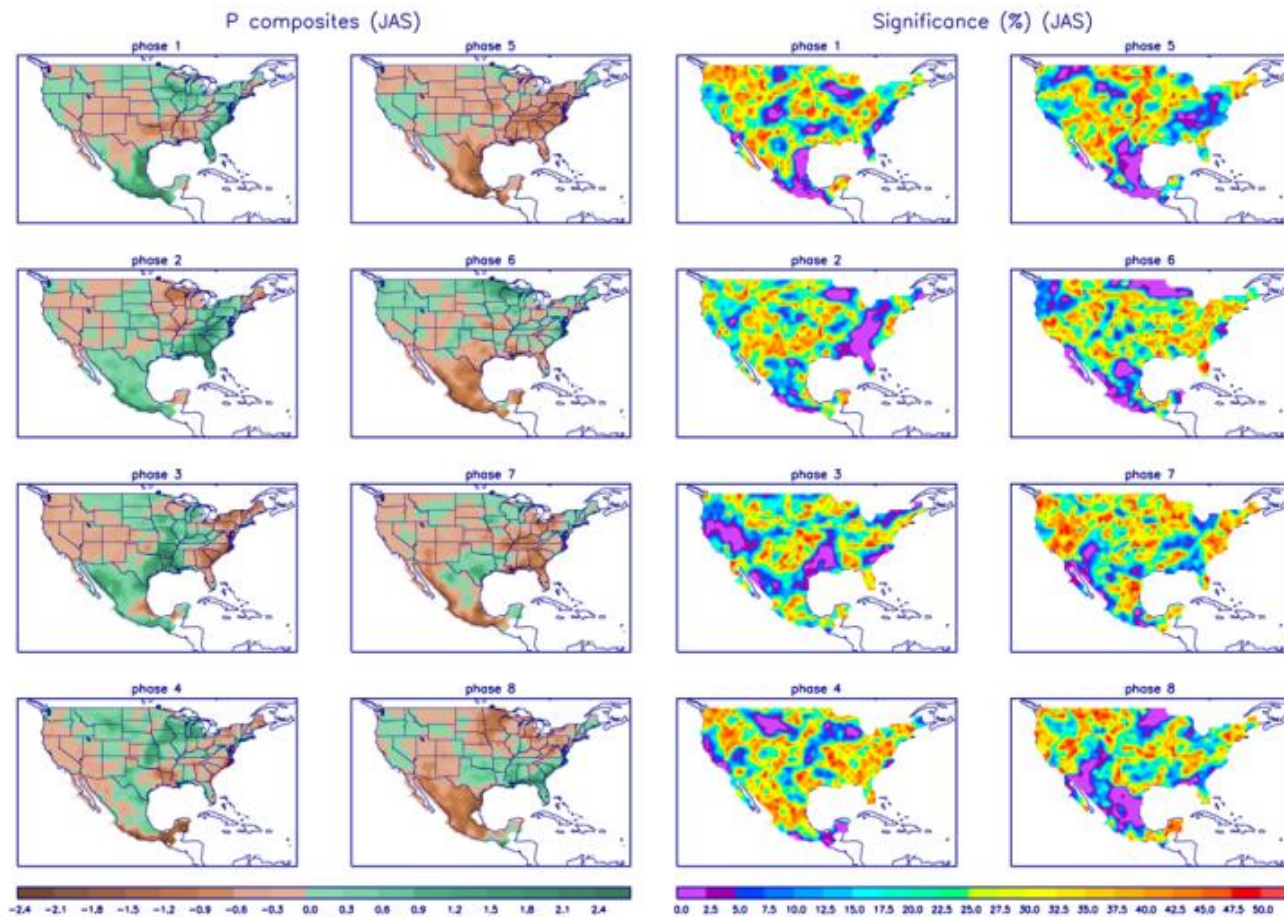 P composites (JAS)
Significance (%) (JAS)
phase 1
phase 5
phase 1
phase 5
phase 2
phase 6
phase 2
phase 6
phase 3
phase 7
phase 3
phase 7
phase 4
phase 8
phase 4
phase 8
-2.4 -2.1 -1.8 -1.5 -1.2 -0.9 -0.6 -0.3 0.0 0.3 0.6 0.9 1.2 1.5 1.8 2.1 2.4
0.0 2.5 5.0 7.5 10.0 12.5 15.0 17.5 20.0 22.5 25.0 27.5 30.0 32.5 35.0 37.5 40.0 42.5 45.0 47.5 50.0